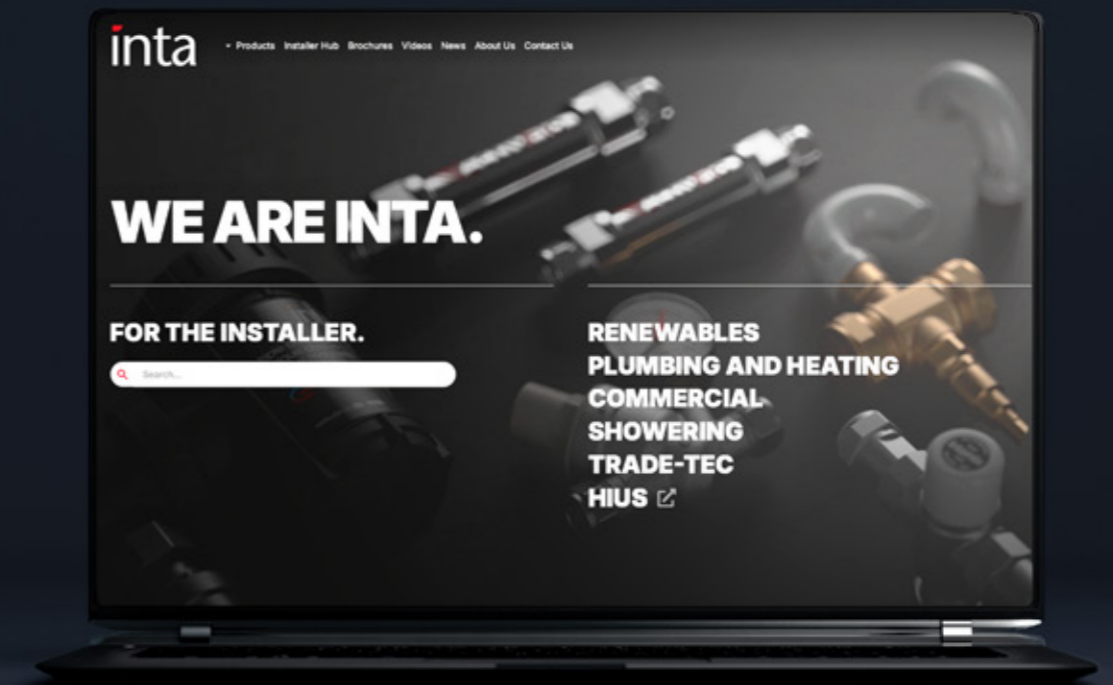 inta
Products Installer Hub Brochures Videos News About Us Contact Us
WE ARE INTA.
FOR THE INSTALLER.
Search...
RENEWABLES
PLUMBING AND HEATING
COMMERCIAL
SHOWERING
TRADE-TEC
HIUS